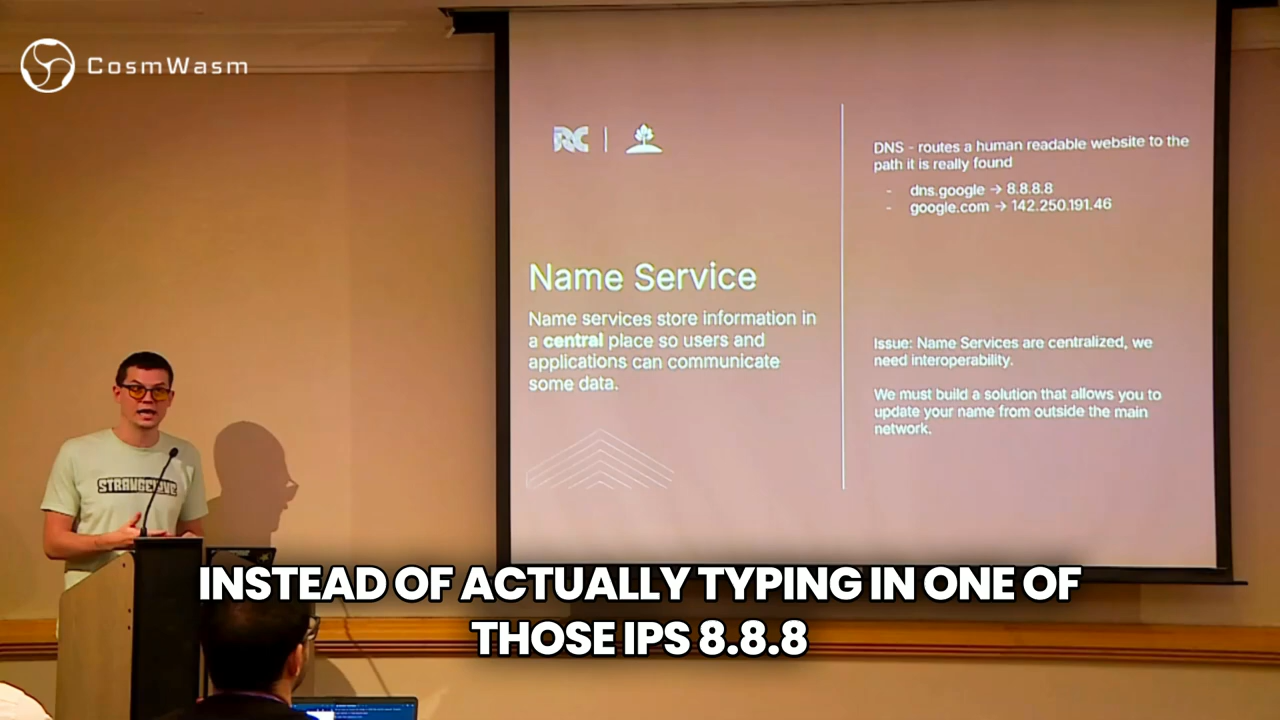 CosmWasm
RC
Name Service
Name services store information in
a central place so users and
applications can communicate
some data.
DNS - routes a human readable website to the
path it is really found
- dns.google → 8.8.8.8
- google.com → 142.250.191.46
Issue: Name Services are centralized, we
need interoperability.
We must build a solution that allows you to
update your name from outside the main
network.
STRANGELOVE
INSTEAD OF ACTUALLY TYPING IN ONE OF
THOSE IPS 8.8.8